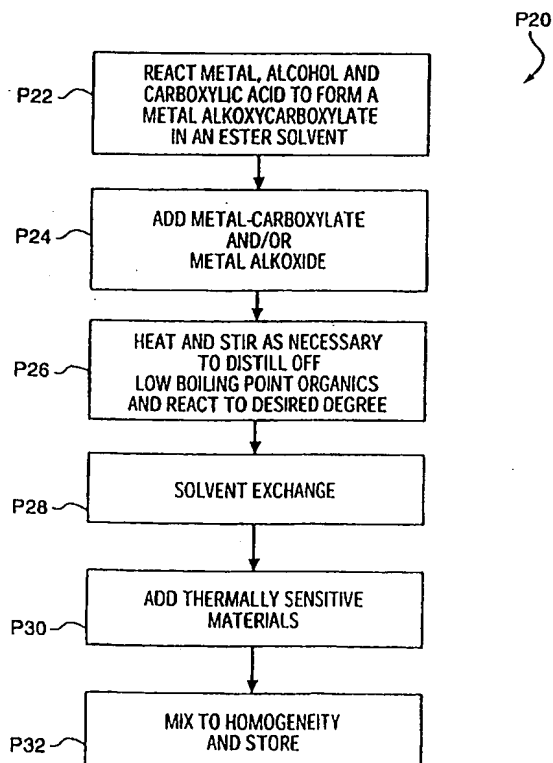 P20
P22
REACT METAL, ALCOHOL AND
CARBOXYLIC ACID TO FORM A
METAL ALKOXYCARBOXYLATE
IN AN ESTER SOLVENT
P24
ADD METAL-CARBOXYLATE
AND/OR
METAL ALKOXIDE
P26
HEAT AND STIR AS NECESSARY
TO DISTILL OFF
LOW BOILING POINT ORGANICS
AND REACT TO DESIRED DEGREE
P28
SOLVENT EXCHANGE
P30
ADD THERMALLY SENSITIVE
MATERIALS
P32
MIX TO HOMOGENEITY
AND STORE